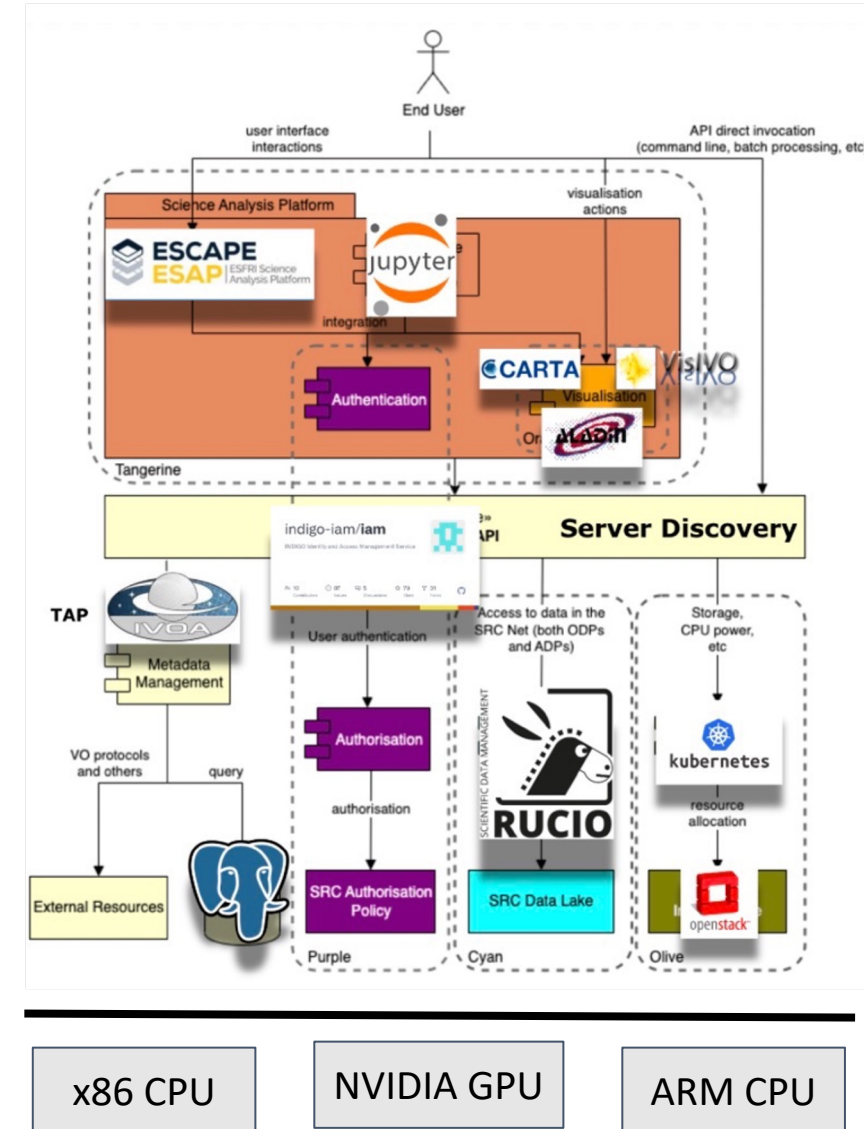 End User
user interface
interactions
API direct invocation
(command line, batch processing, etc
visualisation
actions
Science Analysis Platform
ESCAPE
ESAP
ESFRI Science
Analysis Platform
jupyter
e
integration
CARTA
VisIVO
Authentication
Visualisation
Or
ALADIN
Tangerine
e»
API
Server Discovery
indigo-iam/iam
INDIGO Identity and Access Management Service
TAP
IVOA
Metadata
Management
User authentication
Access to data in the
SRC Net (both ODPs
and ADPs)
Storage,
CPU power,
etc
Authorisation
SCIENTIFIC DATA MANAGEMENT
RUCIO
kubernetes
VO protocols
and others
query
authorisation
resource
allocation
External Resources
SRC Authorisation
Policy
SRC Data Lake
openstack
Purple
Cyan
Olive
x86 CPU
NVIDIA GPU
ARM CPU